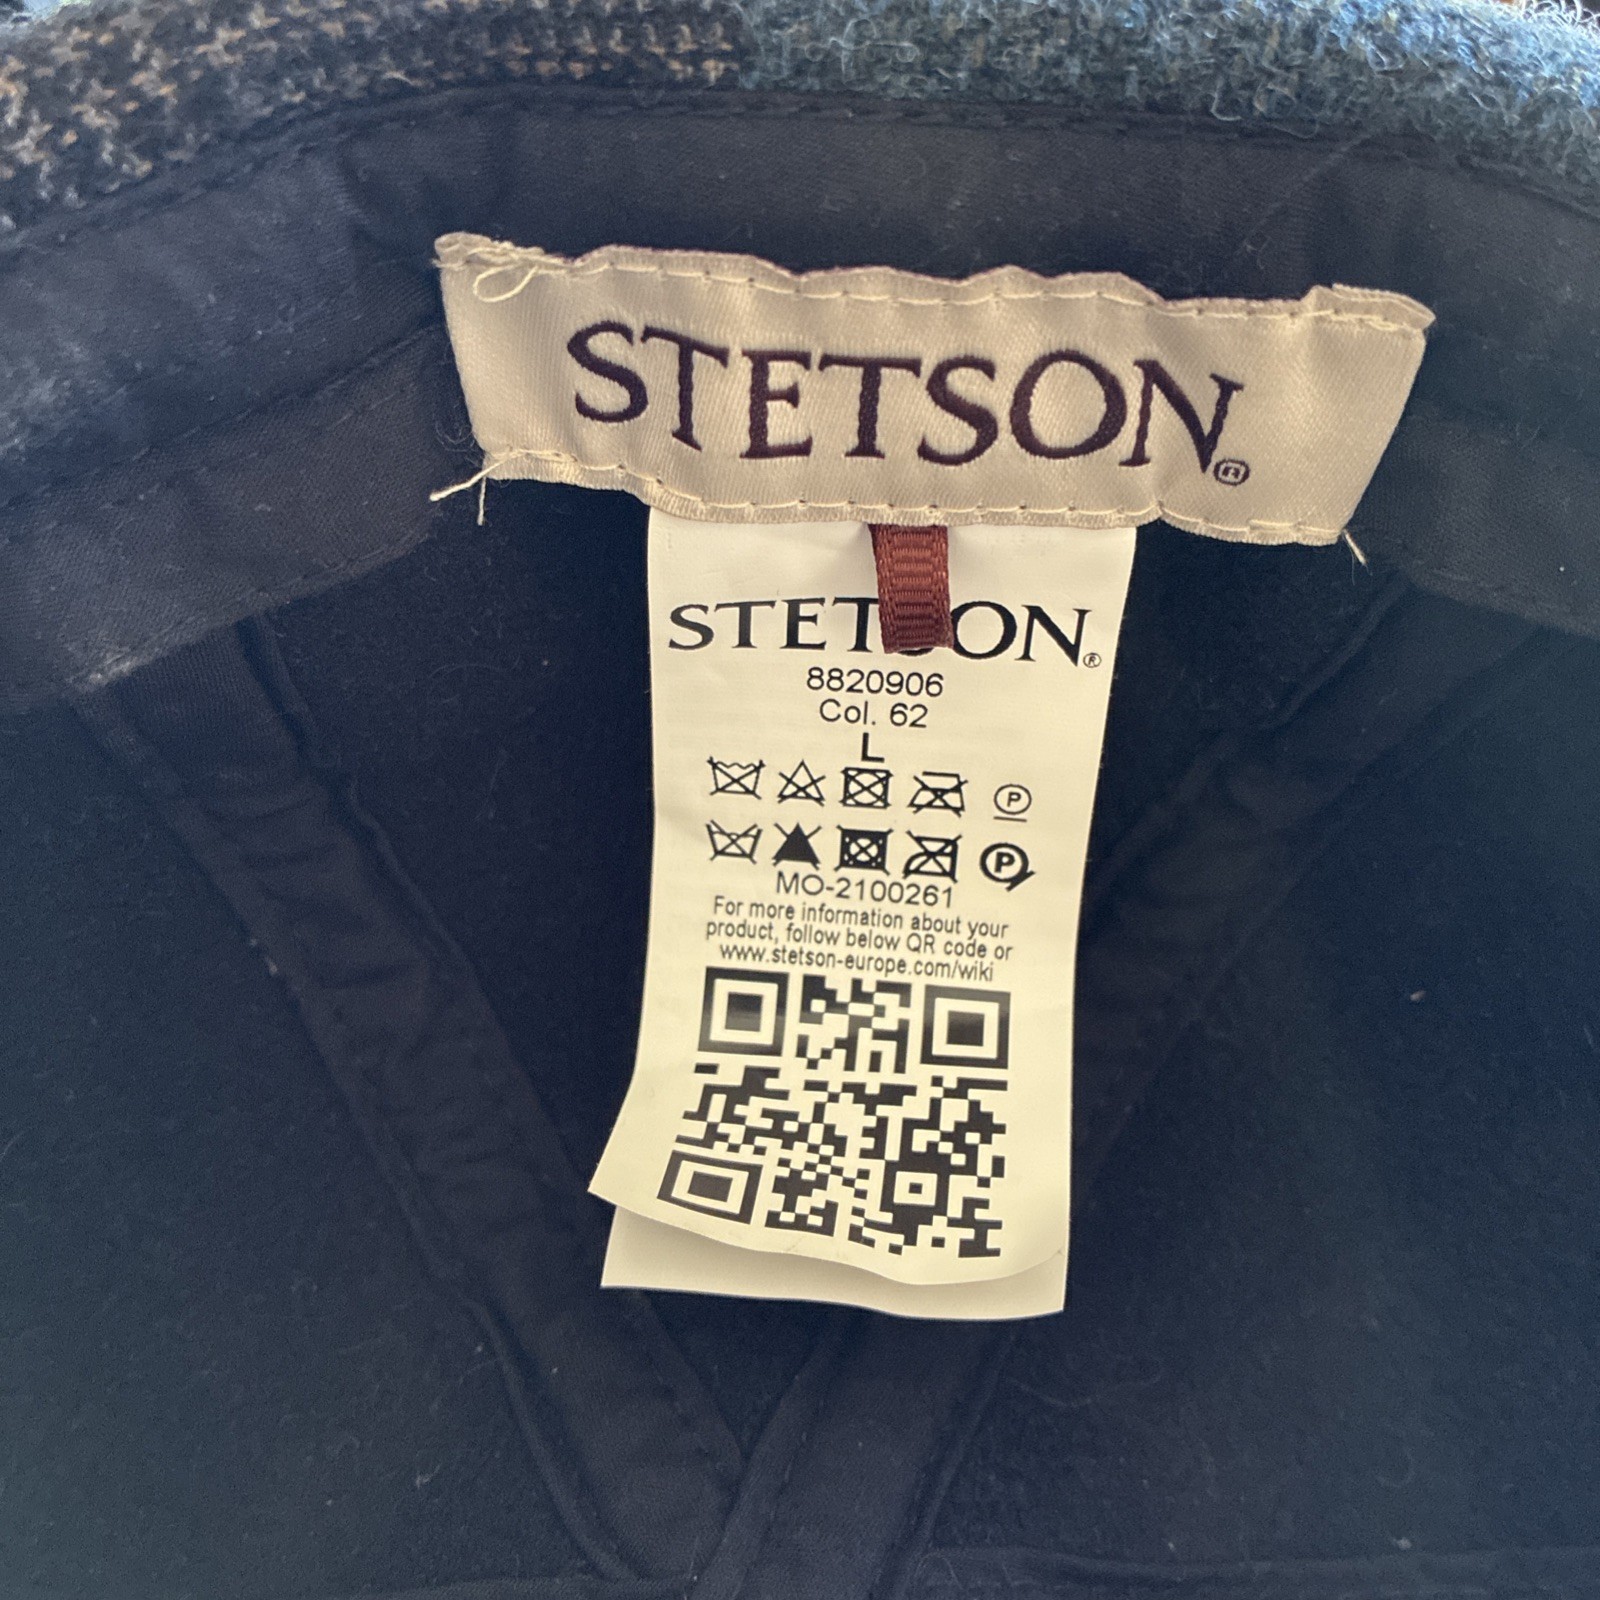 STETSON®
STETSON®
8820906
Col. 62
L
P
P
MO-2100261
For more information about your
product, follow below QR code or
www.stetson-europe.com/wiki